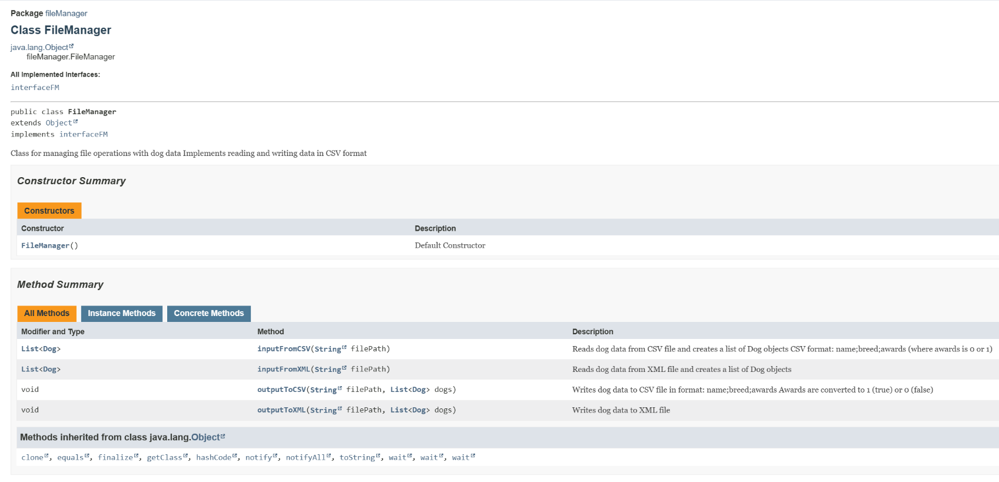 Package fileManager
Class FileManager
java.lang.Object
fileManager.FileManager
All Implemented Interfaces:
interfaceFM
public class FileManager
extends Object
implements interfaceFM
Class for managing file operations with dog data Implements reading and writing data in CSV format
Constructor Summary
Constructors
Constructor Description
FileManager() Default Constructor
Method Summary
All Methods Instance Methods Concrete Methods
Modifier and Type Method Description
List<Dog> inputFromCSV(String filePath) Reads dog data from CSV file and creates a list of Dog objects CSV format: name;breed;awards (where awards is 0 or 1)
List<Dog> inputFromXML(String filePath) Reads dog data from XML file and creates a list of Dog objects
void outputToCSV(String filePath, List<Dog> dogs) Writes dog data to CSV file in format: name;breed;awards Awards are converted to 1 (true) or 0 (false)
void outputToXML(String filePath, List<Dog> dogs) Writes dog data to XML file
Methods inherited from class java.lang.Object
clone, equals, finalize, getClass, hashCode, notify, notifyAll, toString, wait, wait, wait